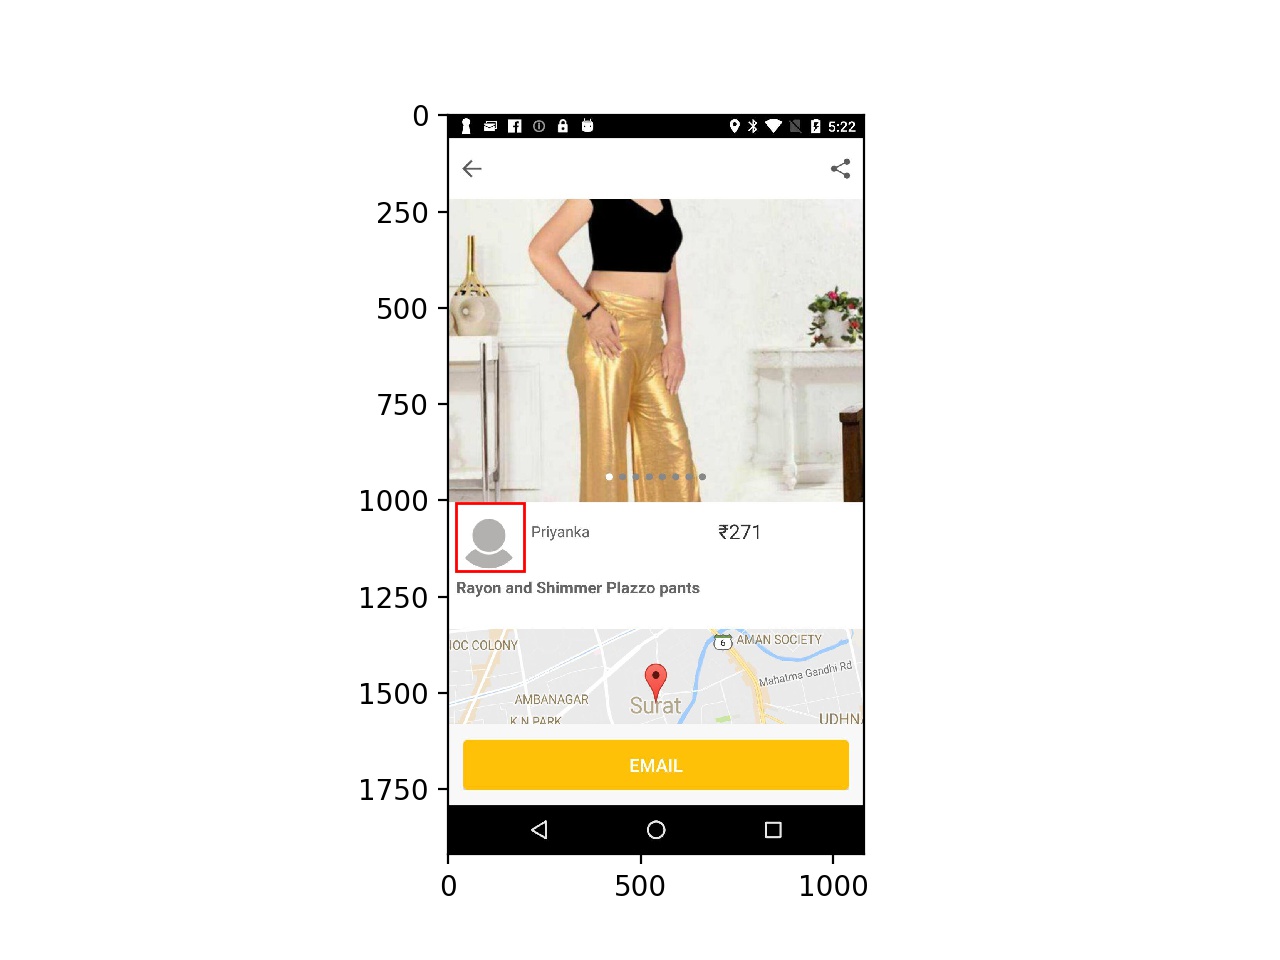 0
250
500
750
1000
1250
1500
1750
5:22
Priyanka
₹271
Rayon and Shimmer Plazzo pants
IOC COLONY
6
AMAN SOCIETY
Mahatma Gandhi Rd
AMBANAGAR
Surat
K N PARK
UDHNA
EMAIL
0
500
1000